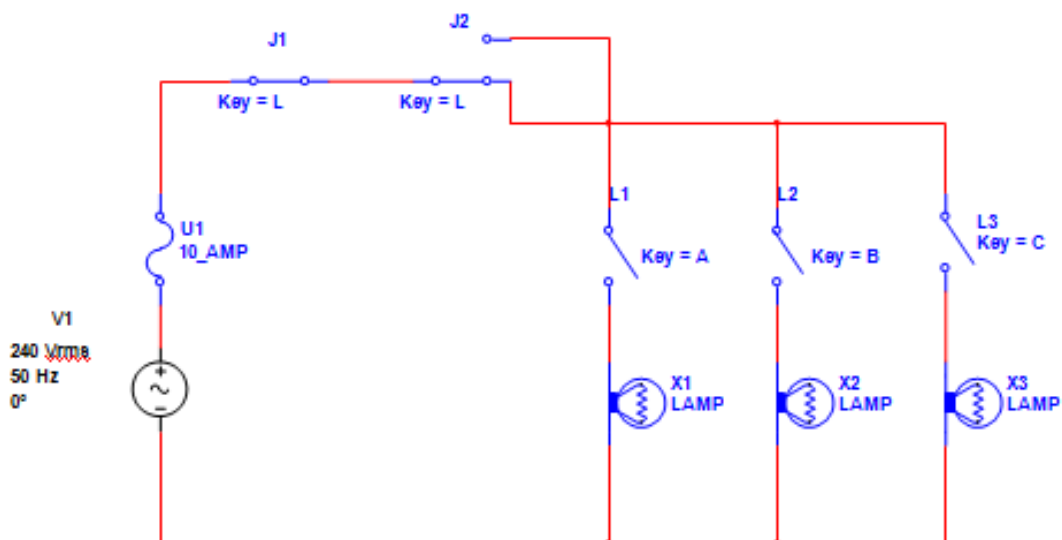 J2
J1
Key = L
Key = L
L1
L2
L3
Key = C
U1
10_AMP
Key = A
Key = B
V1
240 Vrms
50 Hz
0°
X1
LAMP
X2
LAMP
X3
LAMP